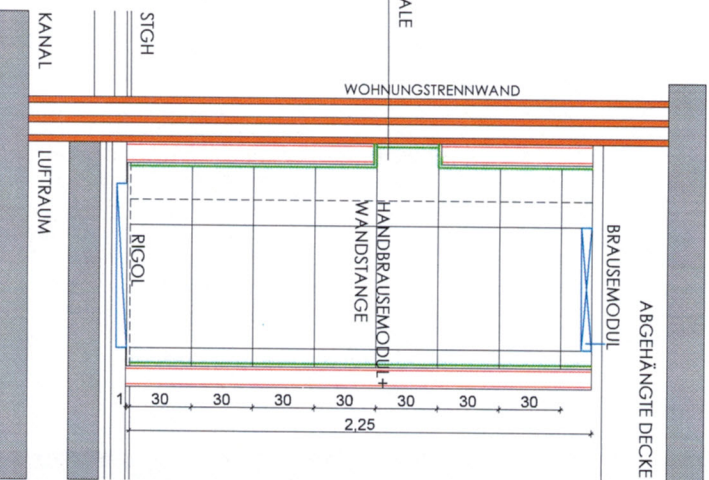 KANAL
STGH
ALE
WOHNUNGSTRENNWAND
LUFTRAUM
RIGOL
HANDBRAUSEMODUL+
WANDSTANGE
BRAUSEMODUL
ABGEHÄNGTE DECKE
1 30 30 30 30 30 30 30
2,25